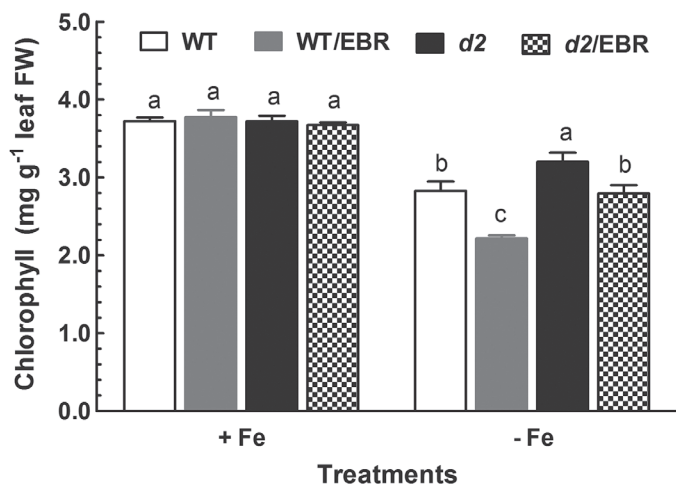 WT WT/EBR d2 d2/EBR
Chlorophyll (mg g⁻¹ leaf FW)
5.0
4.0
3.0
2.0
1.0
0.0
a a a a
b c a b
+ Fe - Fe
Treatments